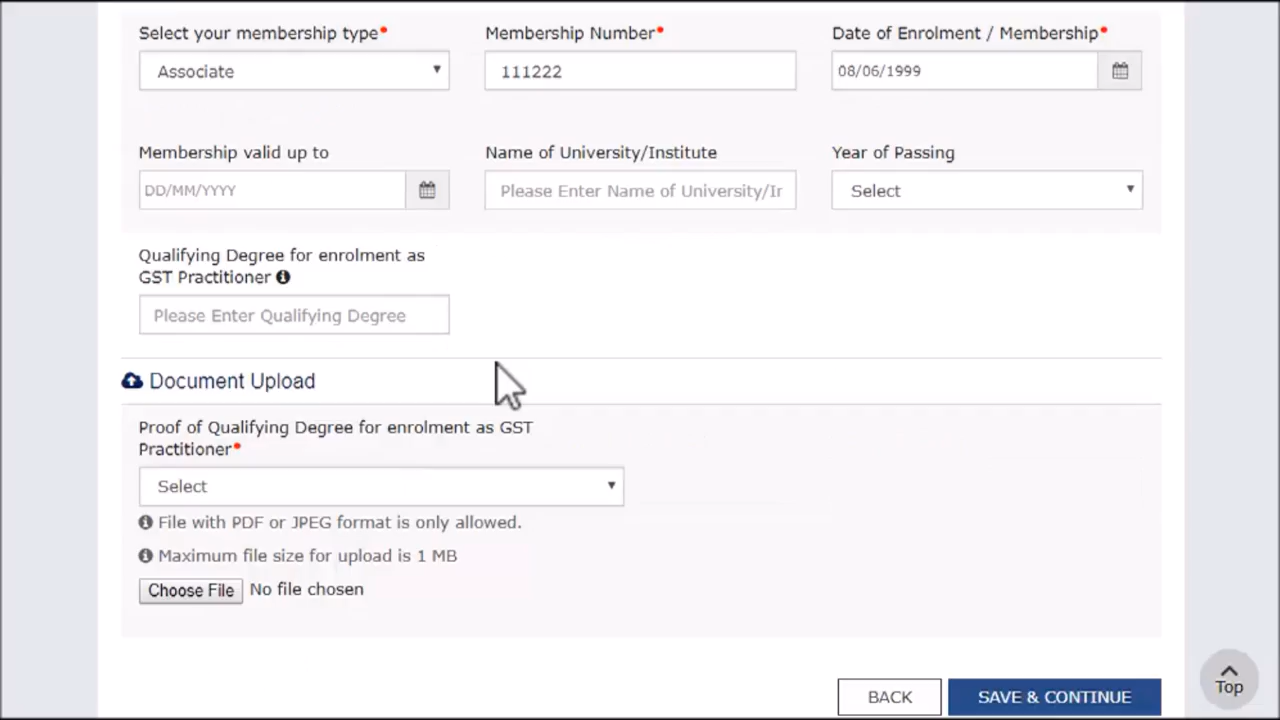 Select your membership type*
Membership Number*
Date of Enrolment / Membership*
Associate
111222
08/06/1999
Membership valid up to
Name of University/Institute
Year of Passing
DD/MM/YYYY
Please Enter Name of University/Ir
Select
Qualifying Degree for enrolment as
GST Practitioner
Please Enter Qualifying Degree
Document Upload
Proof of Qualifying Degree for enrolment as GST
Practitioner*
Select
File with PDF or JPEG format is only allowed.
Maximum file size for upload is 1 MB
Choose File No file chosen
BACK
SAVE & CONTINUE
Top